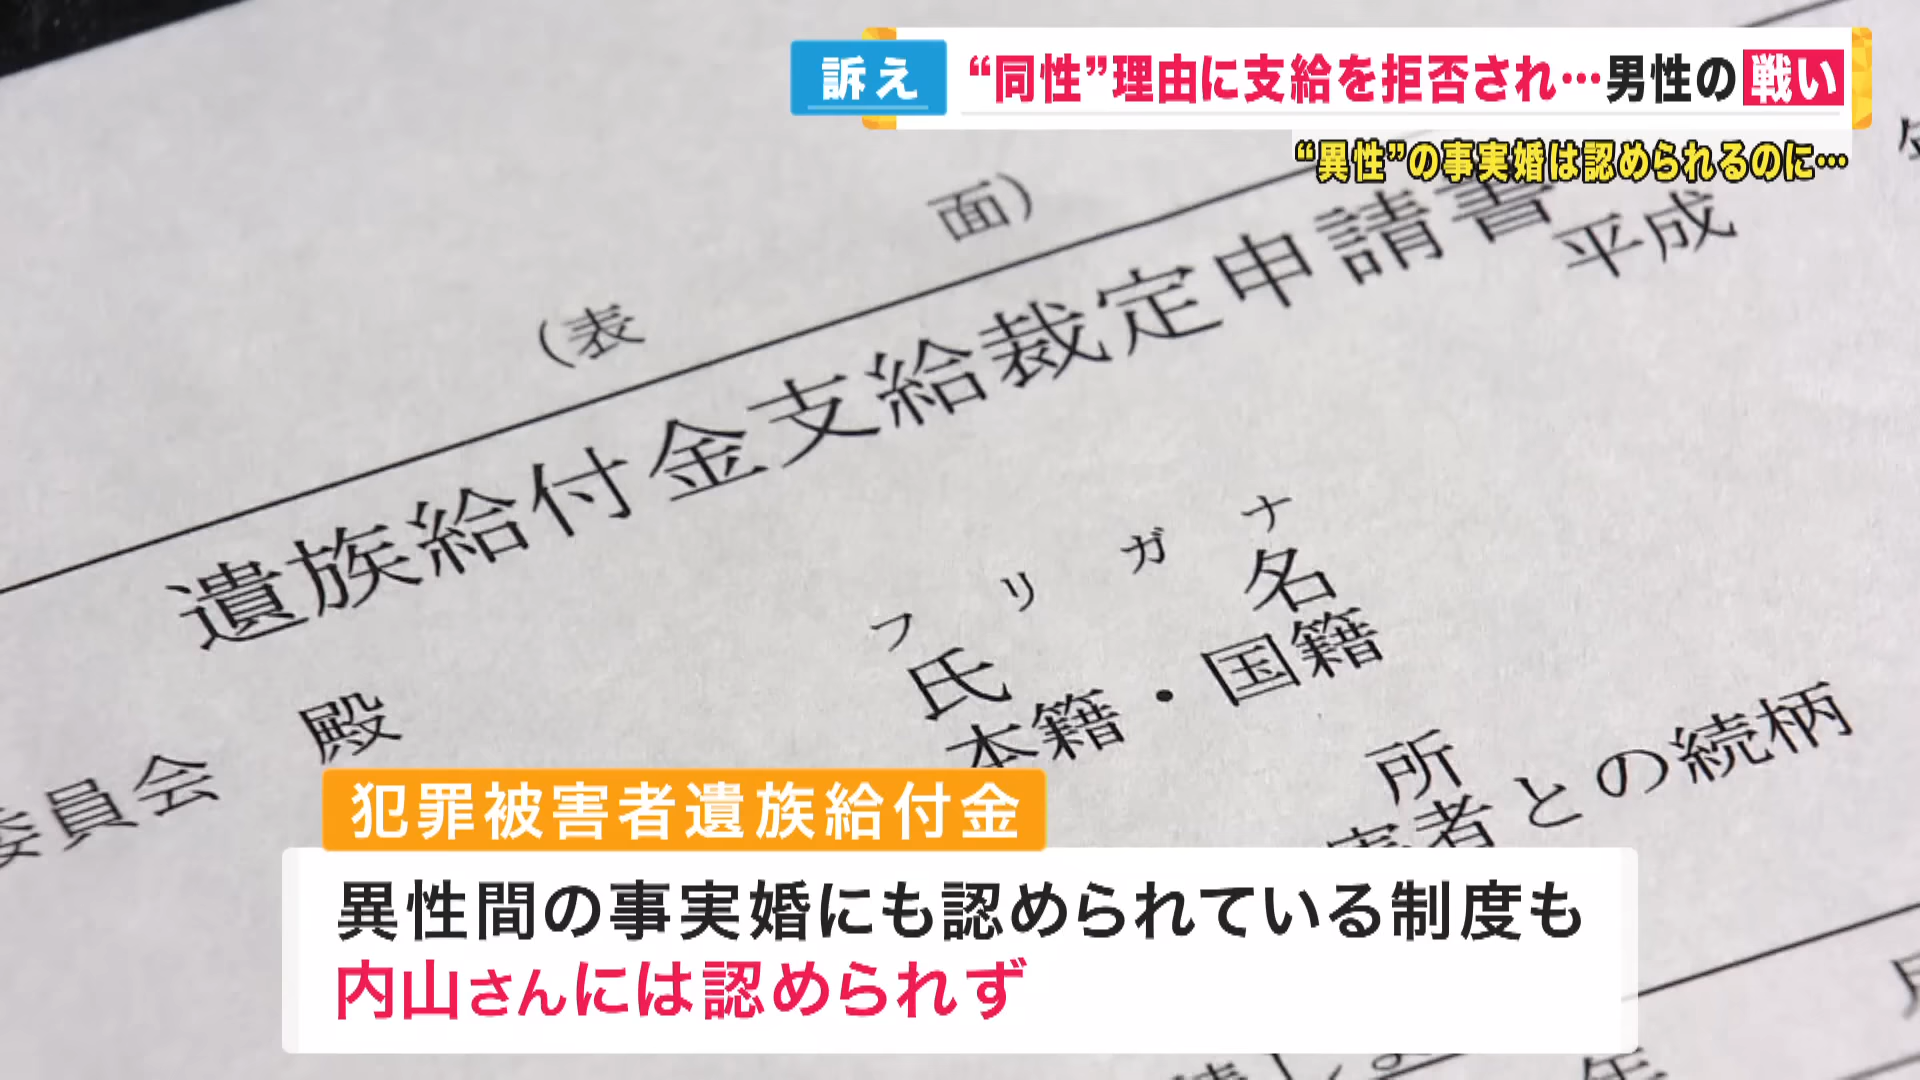 訴え
“同性”理由に支給を拒否され…男性の戦い
“異性”の事実婚は認められるのに…
(表 面)
遺族給付金支給裁定申請書
平成
フリガナ
氏 名
委員会 殿
本籍・国籍
所
害者との続柄
犯罪被害者遺族給付金
異性間の事実婚にも認められている制度も
内山さんには認められず